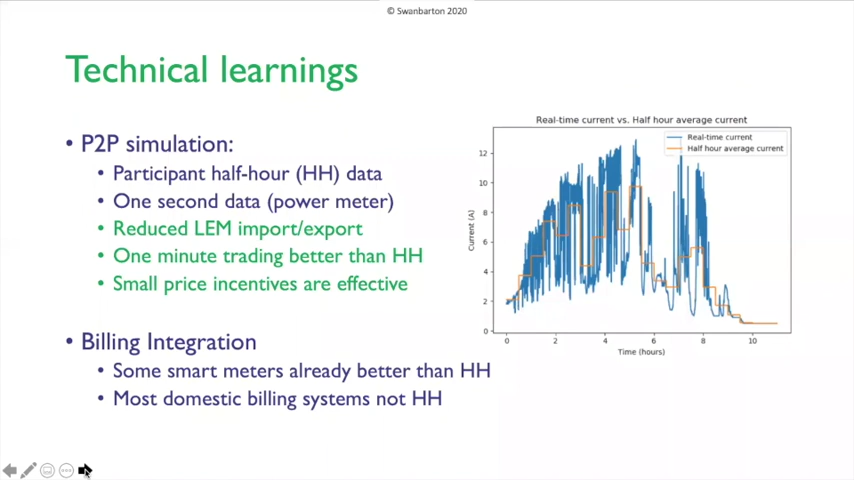 © Swanbarton 2020
Technical learnings
• P2P simulation:
• Participant half-hour (HH) data
• One second data (power meter)
• Reduced LEM import/export
• One minute trading better than HH
• Small price incentives are effective
• Billing Integration
• Some smart meters already better than HH
• Most domestic billing systems not HH
Real-time current vs. Half hour average current
Real-time current
Half hour average current
Current (A)
12
10
8
6
4
2
0
0 2 4 6 8 10
Time (hours)